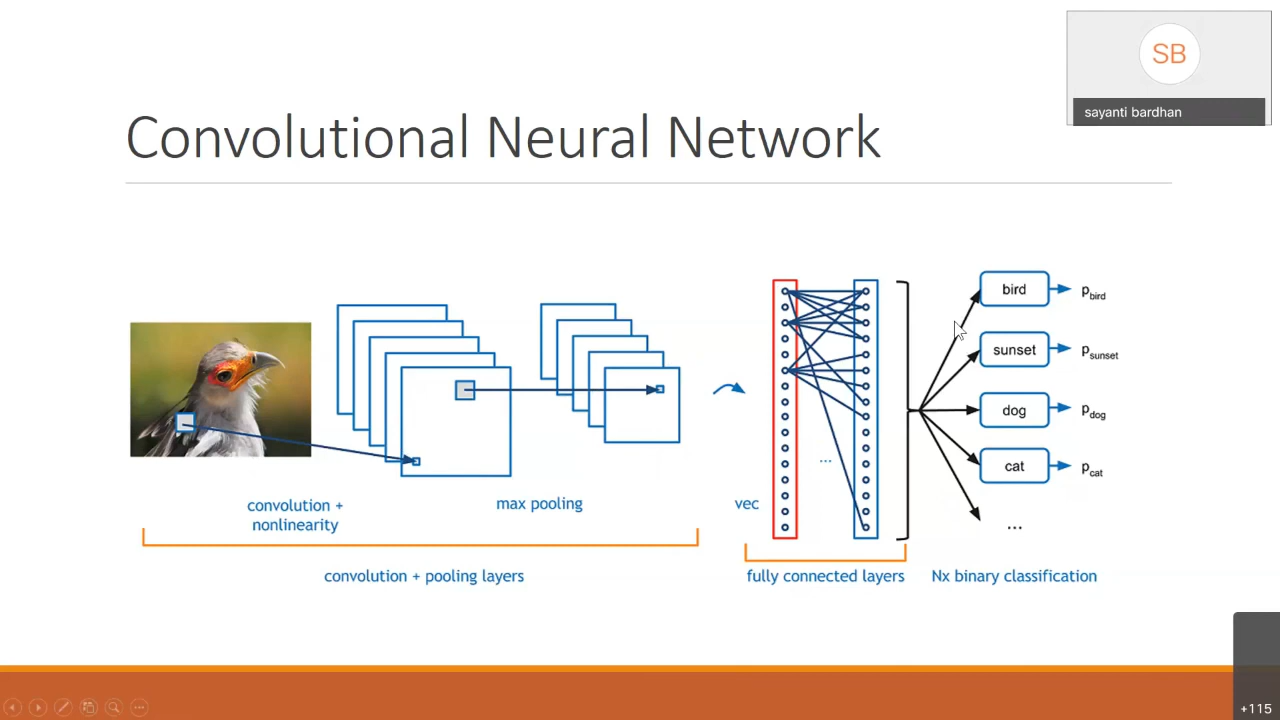 SB
sayanti bardhan
Convolutional Neural Network
bird
p_bird
sunset
p_sunset
dog
p_dog
cat
p_cat
...
...
convolution +
nonlinearity
max pooling
vec
convolution + pooling layers
fully connected layers
Nx binary classification
+115